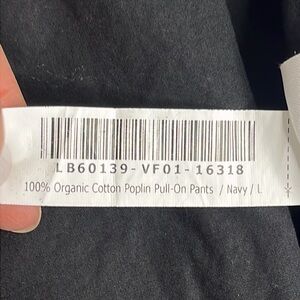 LB60139-VF01-16318
100% Organic Cotton Poplin Pull-On Pants / Navy / L